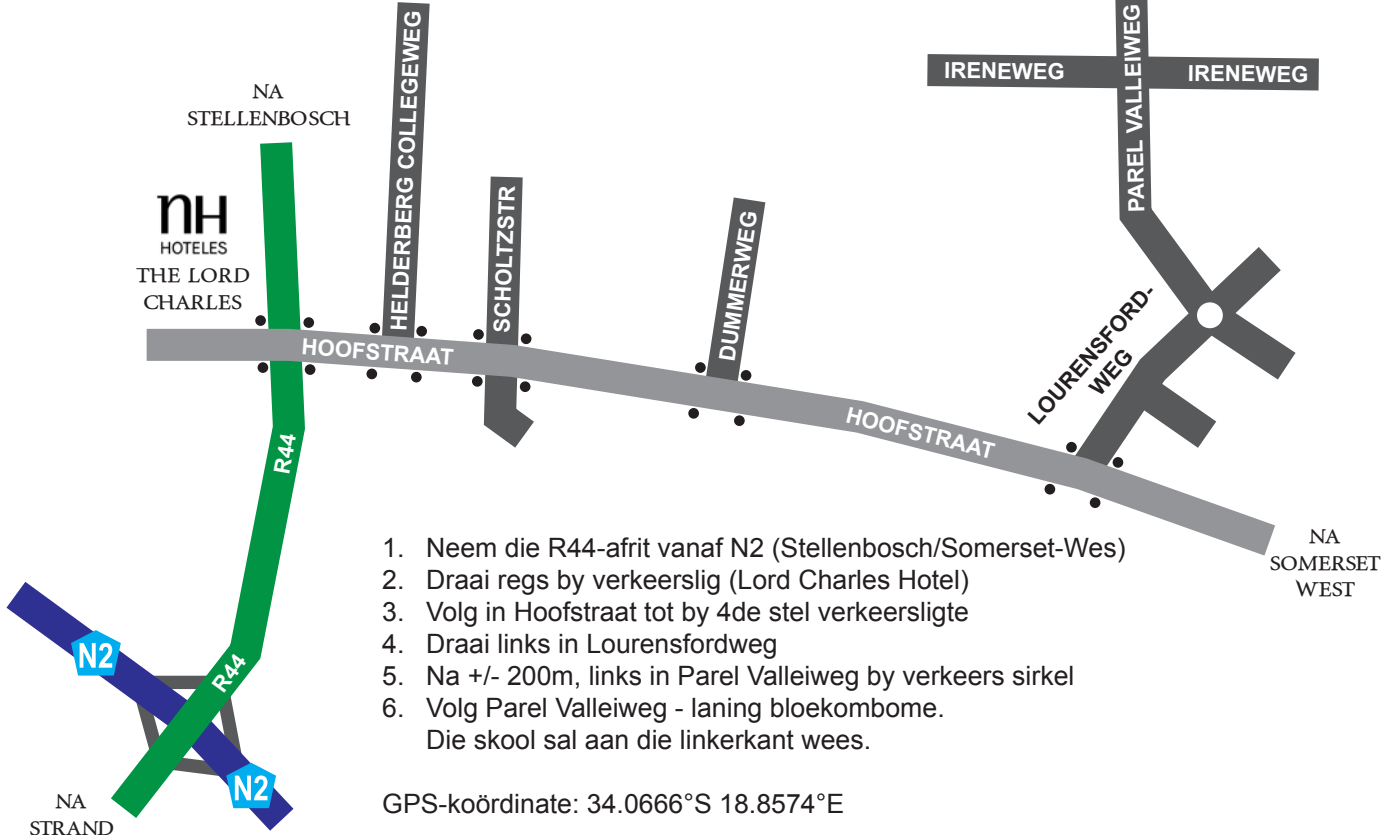 NA
STELLENBOSCH
nH
HOTELES
THE LORD
CHARLES
HELDERBERG COLLEGEWEG
SCHOLTZSTR
DUMMERWEG
IRENEWEG
IRENEWEG
PAREL VALLEIWEG
LOURENSFORD-
WEG
HOOFSTRAAT
HOOFSTRAAT
R44
R44
N2
N2
NA
STRAND
NA
SOMERSET
WEST
1. Neem die R44-afrit vanaf N2 (Stellenbosch/Somerset-Wes)
2. Draai regs by verkeerslig (Lord Charles Hotel)
3. Volg in Hoofstraat tot by 4de stel verkeersligte
4. Draai links in Lourensfordweg
5. Na +/- 200m, links in Parel Valleiweg by verkeers sirkel
6. Volg Parel Valleiweg - laning bloekombome.
Die skool sal aan die linkerkant wees.
GPS-koördinate: 34.0666°S 18.8574°E